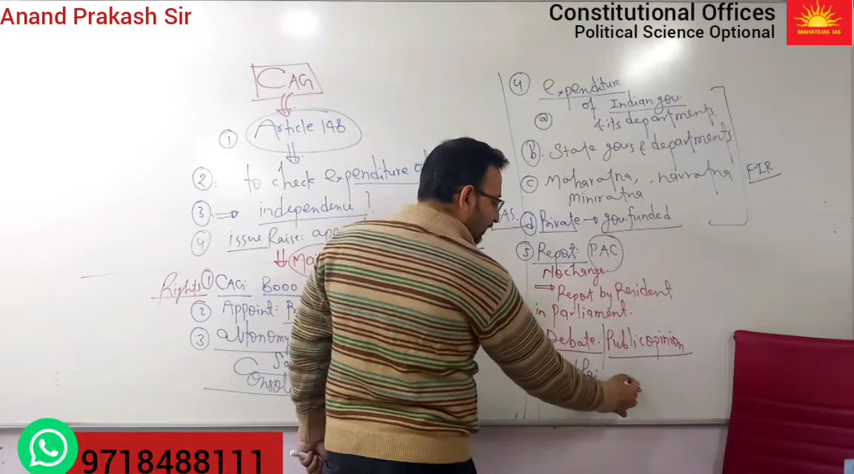 Anand Prakash Sir
Constitutional Offices
Political Science Optional
MAHATEJAS IAS
CAG
① Article 148
②. to check expenditure of
③ ⇒ independence ?
④ issue Raise:
Rights ① CAG: 8000
② Appoint:
③ autonomy
Consol
④ expenditure
of Indian gov.
ⓐ & its departments
ⓑ. State govs & departments
ⓒ Maharatna, navratna
miniratna
FIR
ⓓ Private → gov funded
⑤ Report: PAC
No change
⇒ Report by President
in parliament.
Debate. Public opinion
9718488111